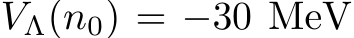 V_Λ(n_0) = −30 MeV